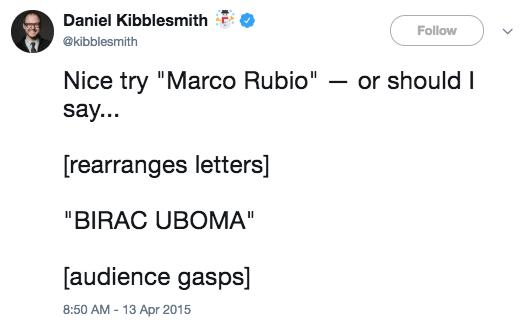 Daniel Kibblesmith
@kibblesmith
Follow
Nice try "Marco Rubio" — or should I
say...
[rearranges letters]
"BIRAC UBOMA"
[audience gasps]
8:50 AM - 13 Apr 2015